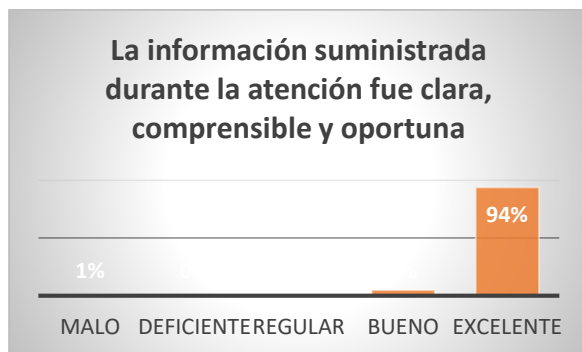 La información suministrada
durante la atención fue clara,
comprensible y oportuna
94%
1%
MALO DEFICIENTE REGULAR BUENO EXCELENTE